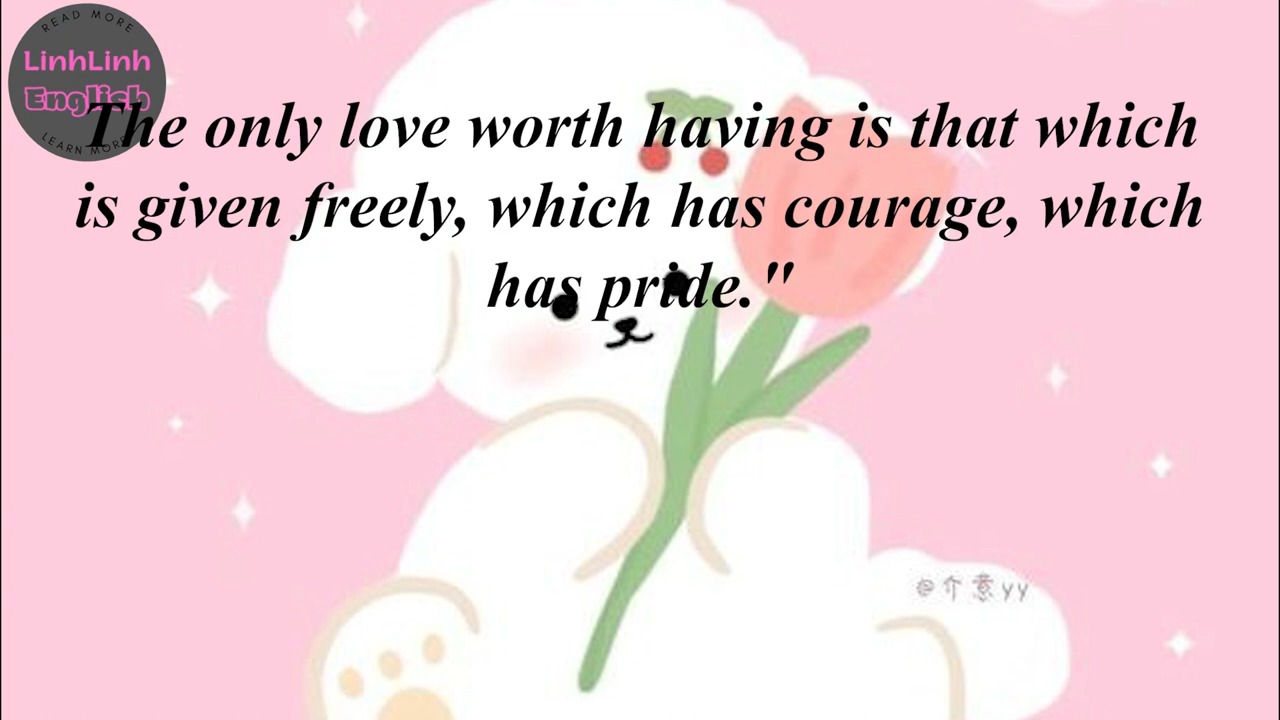 READ MORE
LinhLinh
English
LEARN MORE
The only love worth having is that which
is given freely, which has courage, which
has pride."
@介意yy